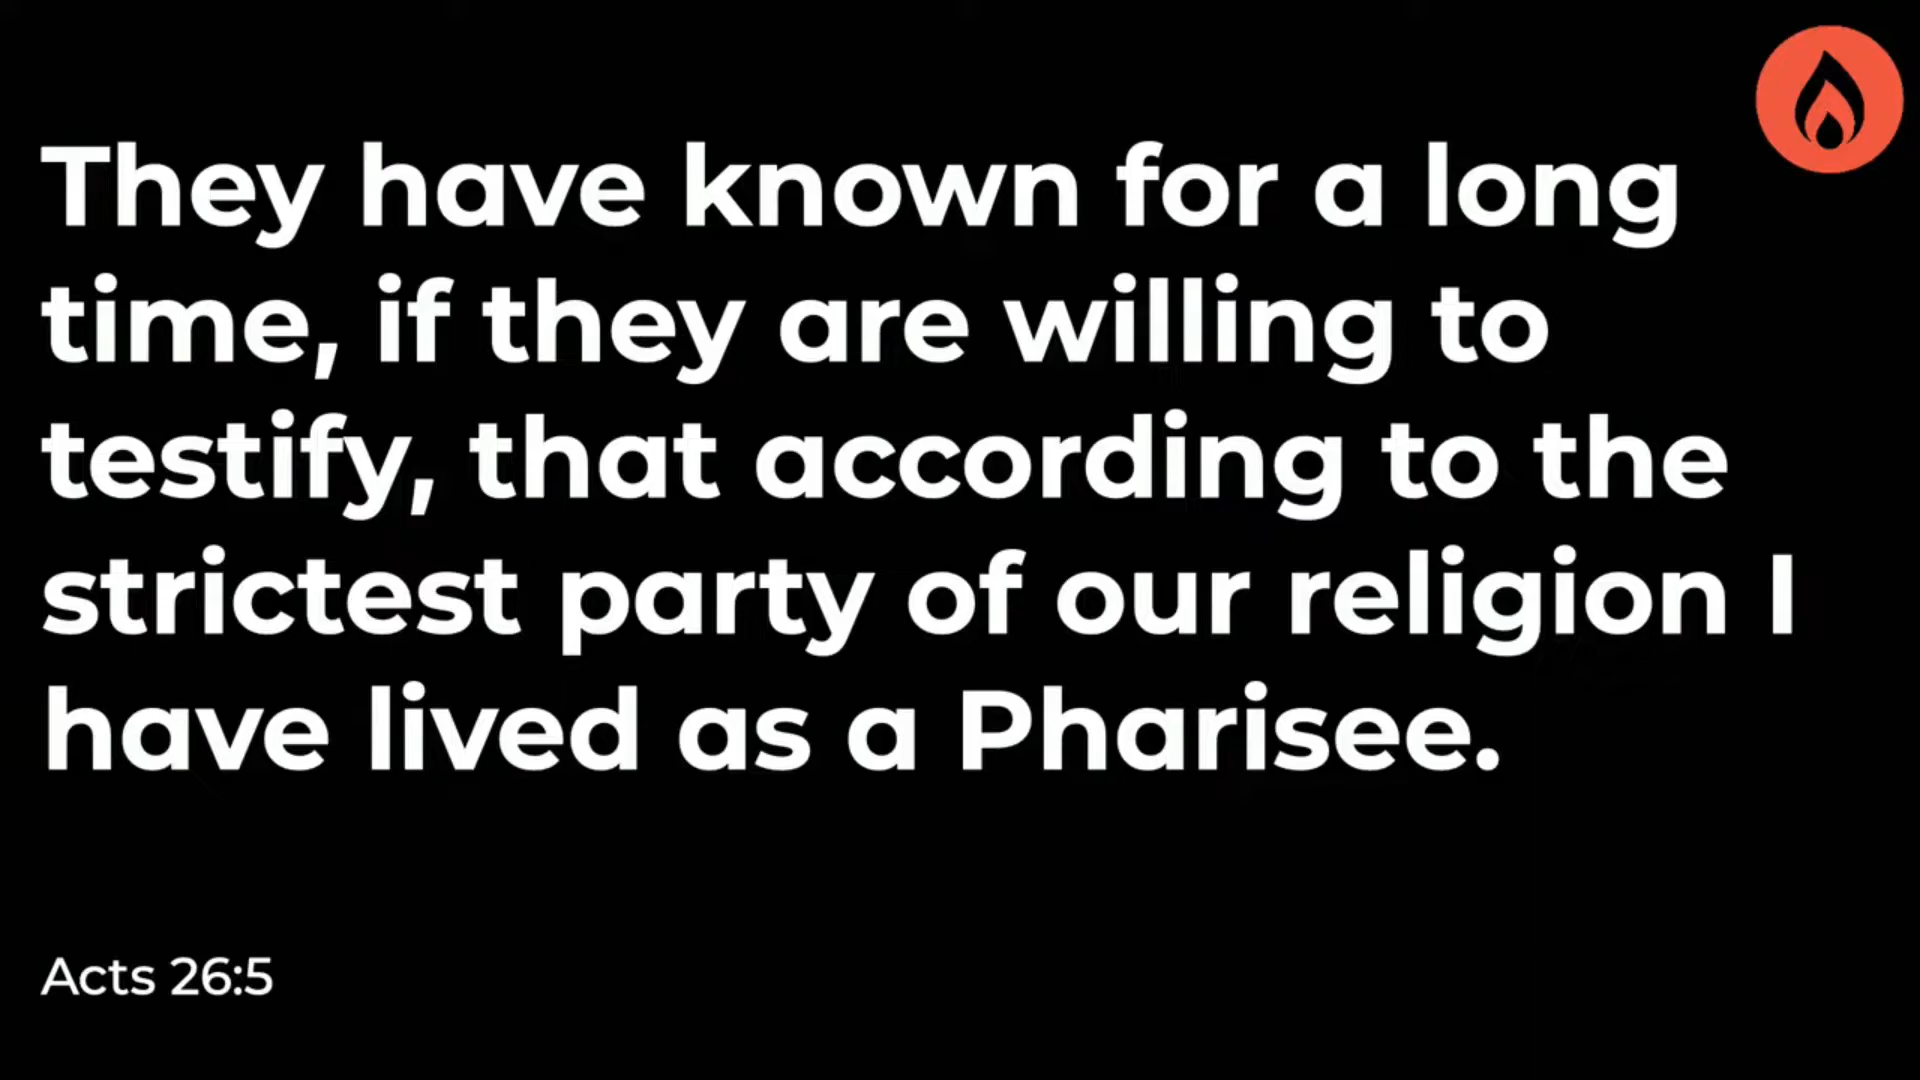 They have known for a long
time, if they are willing to
testify, that according to the
strictest party of our religion I
have lived as a Pharisee.
Acts 26:5